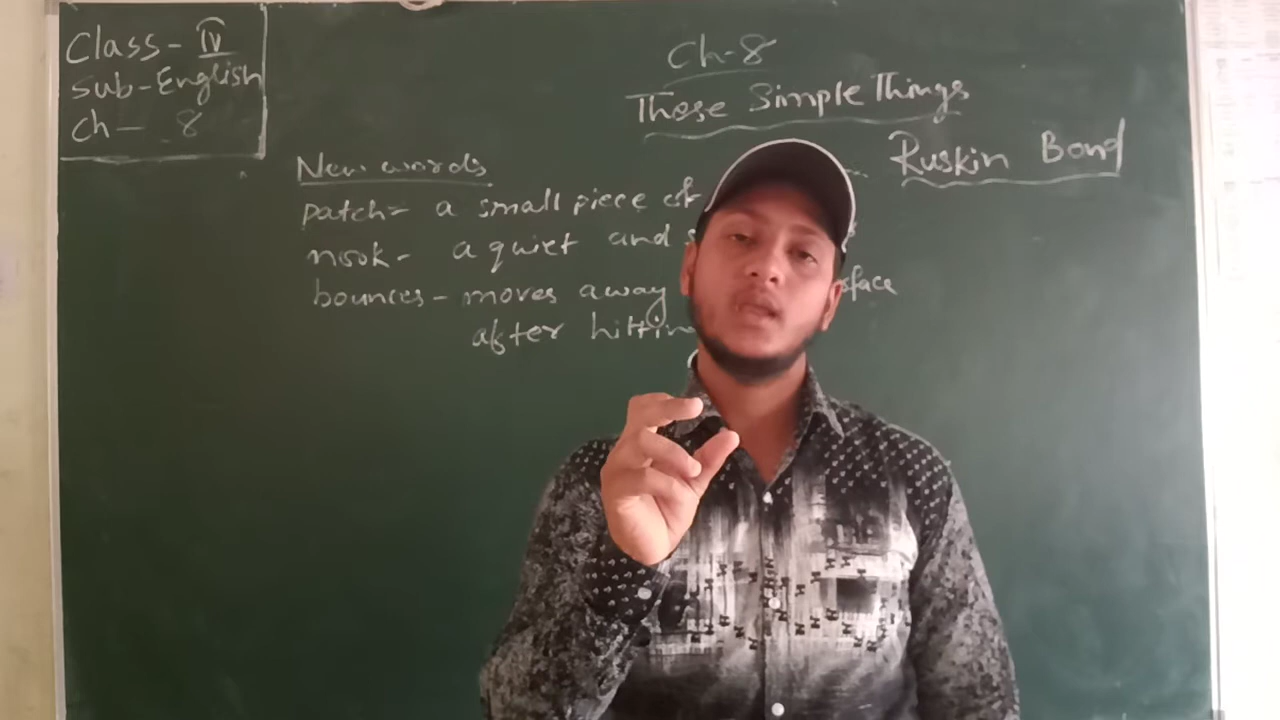 Class - IV
Sub - English
Ch - 8
Ch-8
These Simple Things
Ruskin Bond
New words
patch = a small piece of
nook - a quiet and
bounces - moves away
after hittin